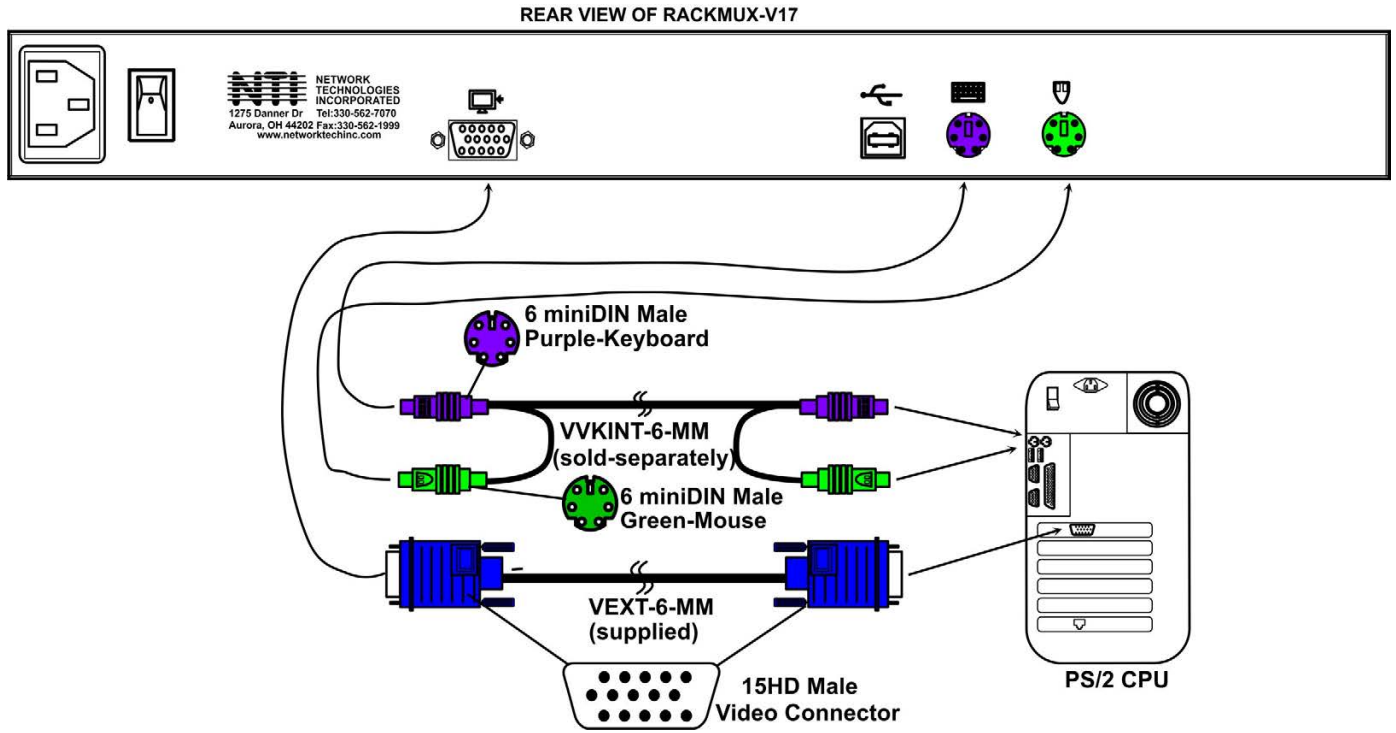 REAR VIEW OF RACKMUX-V17
NTI
NETWORK
TECHNOLOGIES
INCORPORATED
1275 Danner Dr Tel:330-562-7070
Aurora, OH 44202 Fax:330-562-1999
www.networktechinc.com
6 miniDIN Male
Purple-Keyboard
VVKINT-6-MM
(sold-separately)
6 miniDIN Male
Green-Mouse
VEXT-6-MM
(supplied)
PS/2 CPU
15HD Male
Video Connector